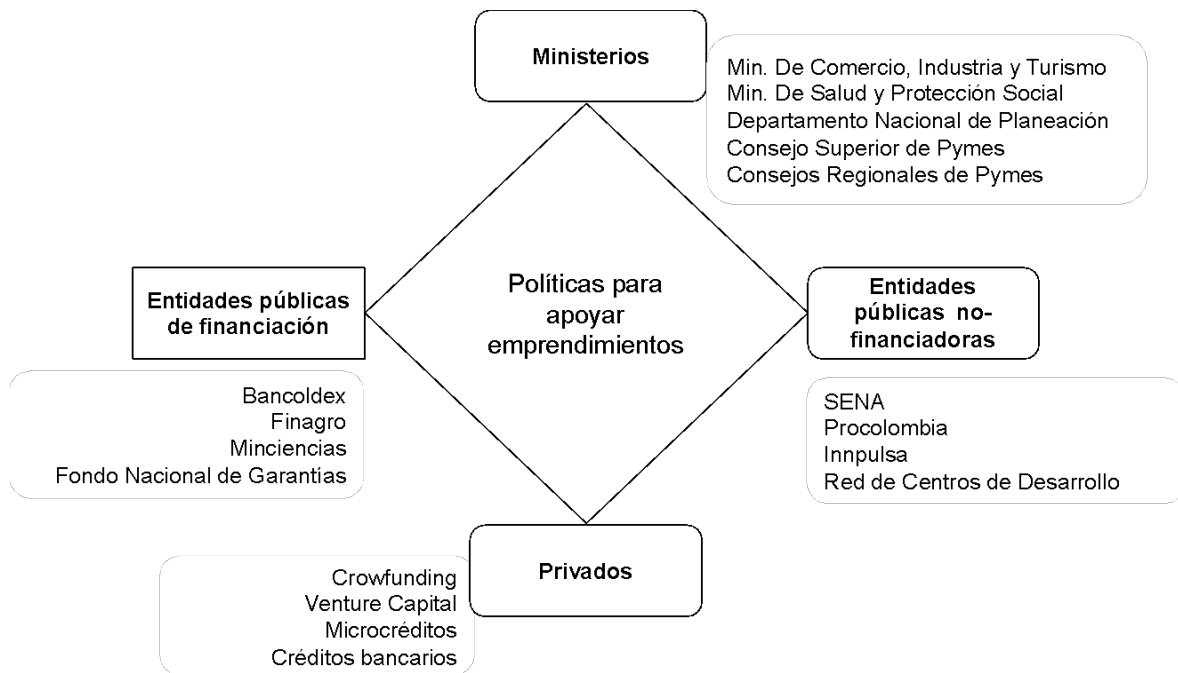 Ministerios
Min. De Comercio, Industria y Turismo
Min. De Salud y Protección Social
Departamento Nacional de Planeación
Consejo Superior de Pymes
Consejos Regionales de Pymes
Políticas para
apoyar
emprendimientos
Entidades públicas
de financiación
Bancoldex
Finagro
Minciencias
Fondo Nacional de Garantías
Entidades
públicas no-
financiadoras
SENA
Procolombia
Innpulsa
Red de Centros de Desarrollo
Privados
Crowfunding
Venture Capital
Microcréditos
Créditos bancarios